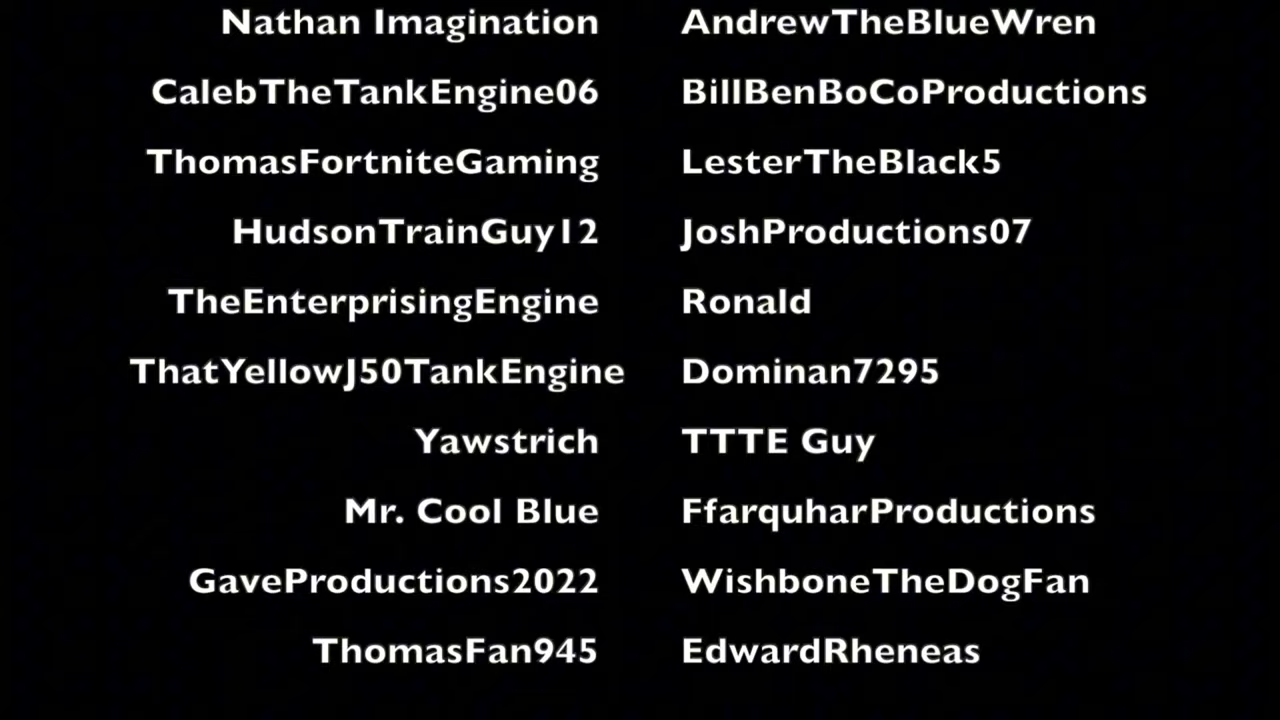 Nathan Imagination AndrewTheBlueWren
CalebTheTankEngine06 BillBenBoCoProductions
ThomasFortniteGaming LesterTheBlack5
HudsonTrainGuy12 JoshProductions07
TheEnterprisingEngine Ronald
ThatYellowJ50TankEngine Dominan7295
Yawstrich TTTE Guy
Mr. Cool Blue FfarquharProductions
GaveProductions2022 WishboneTheDogFan
ThomasFan945 EdwardRheneas